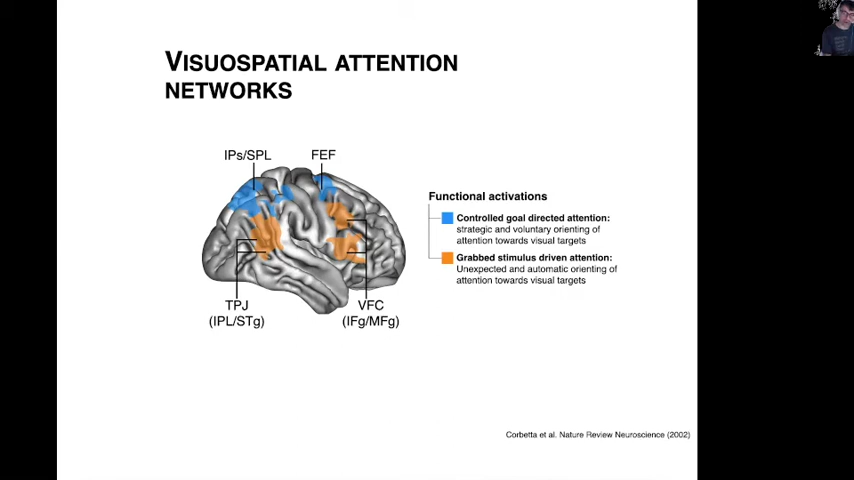 VISUOSPATIAL ATTENTION
NETWORKS
IPs/SPL
FEF
TPJ
(IPL/STg)
VFC
(IFg/MFg)
Functional activations
Controlled goal directed attention:
strategic and voluntary orienting of
attention towards visual targets
Grabbed stimulus driven attention:
Unexpected and automatic orienting of
attention towards visual targets
Corbetta et al. Nature Review Neuroscience (2002)